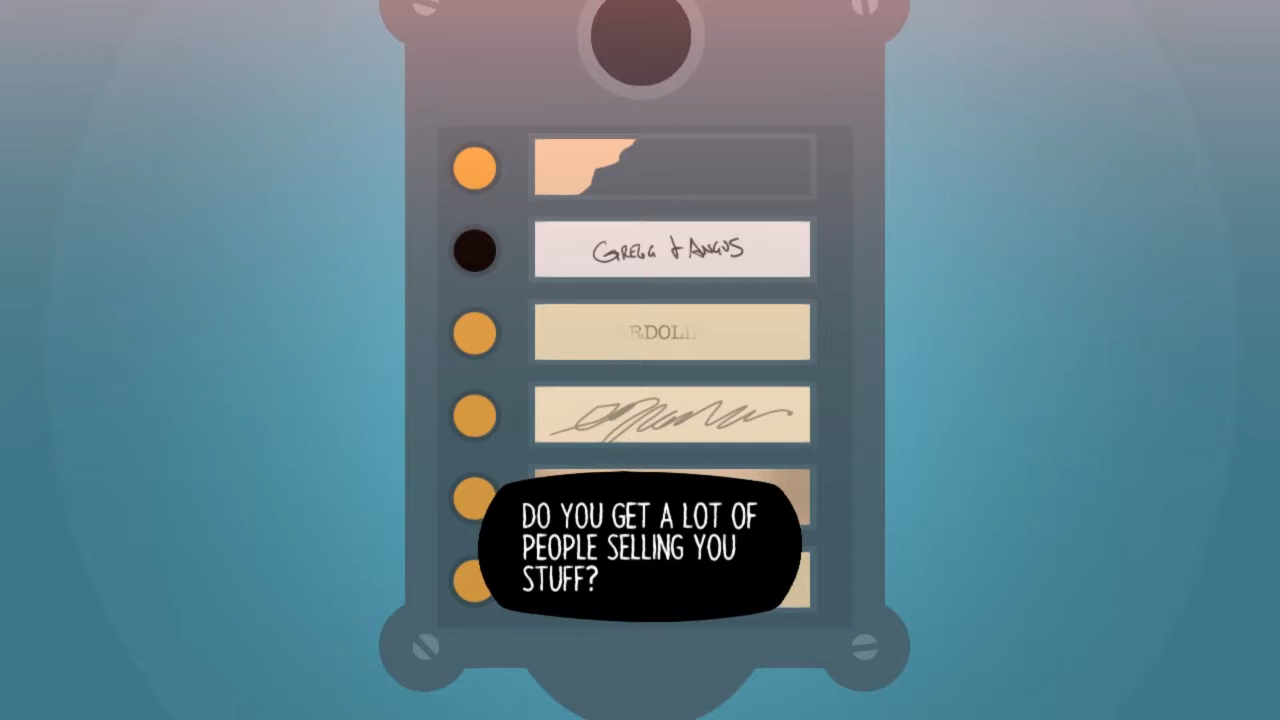 GREGG + ANGUS
RDOLI
DO YOU GET A LOT OF
PEOPLE SELLING YOU
STUFF?